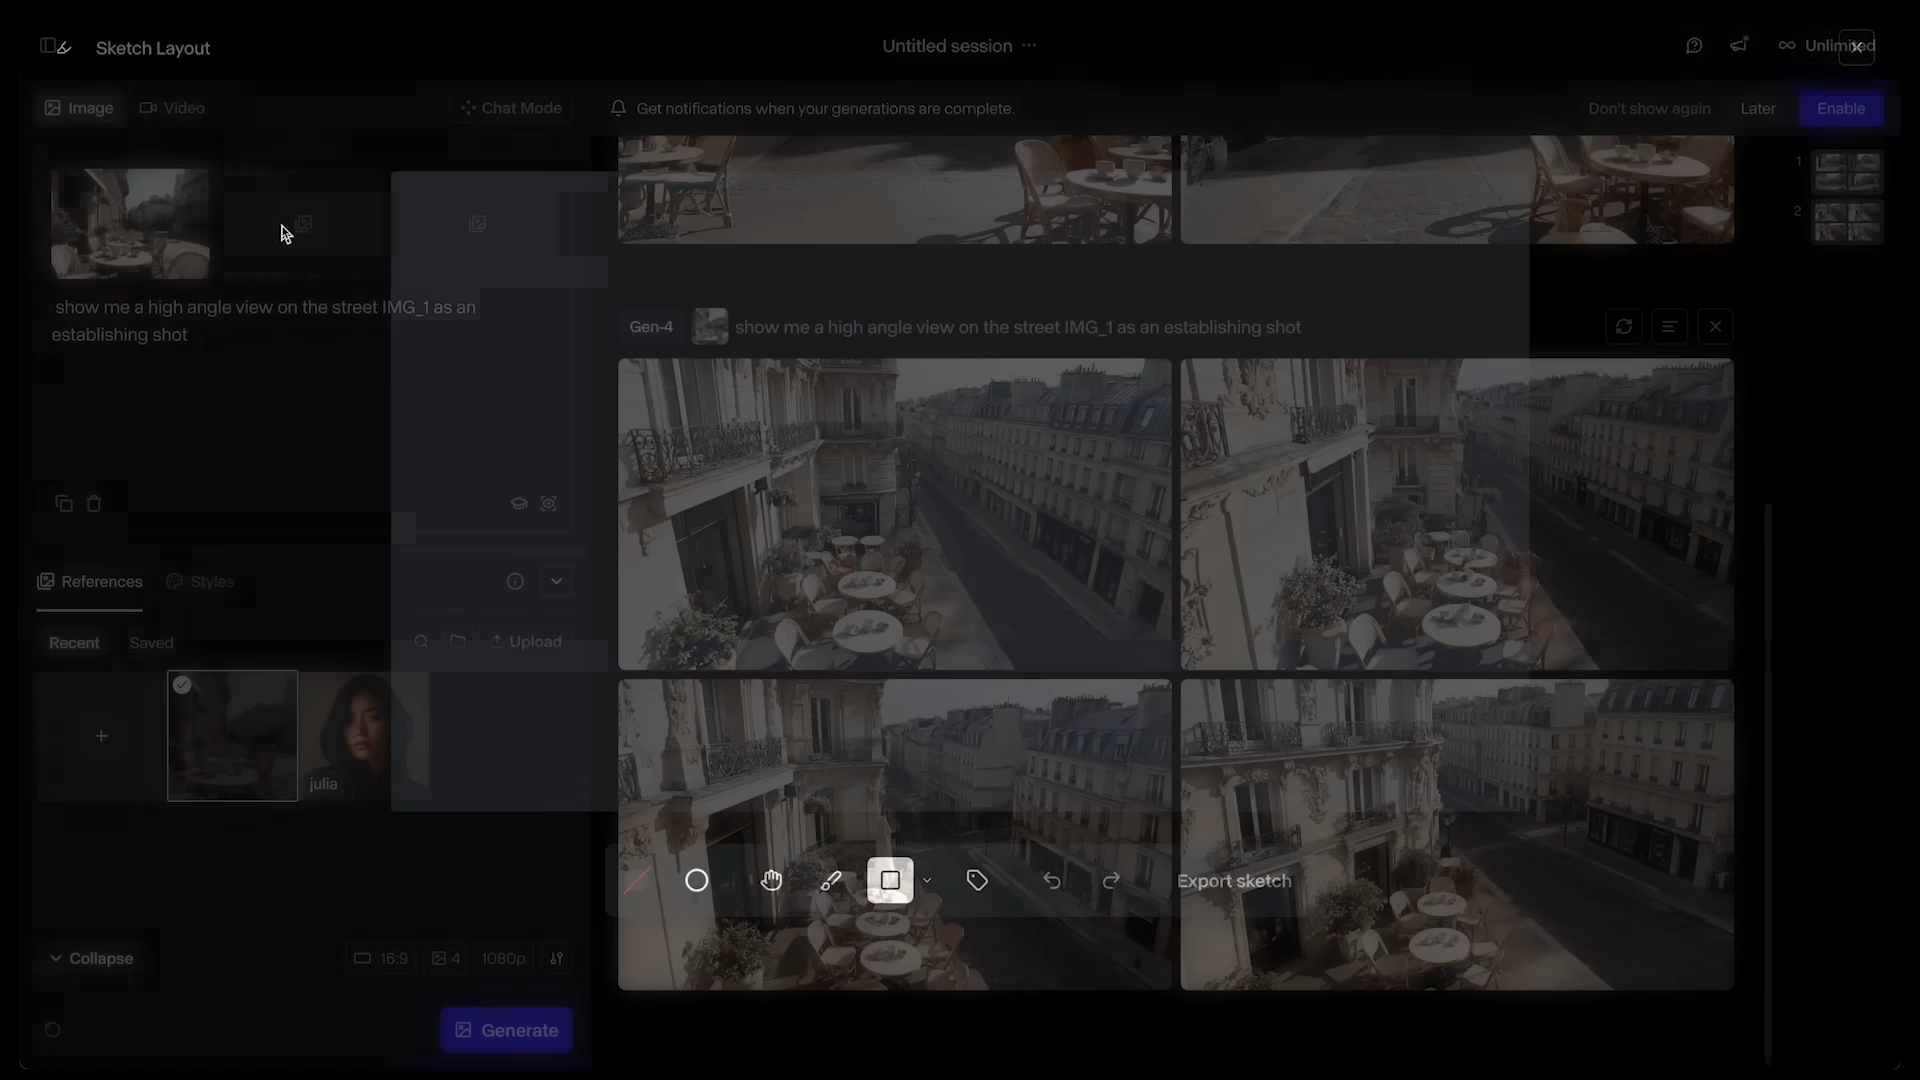 Sketch Layout
Untitled session
Unlimited
Image
Video
Chat Mode
Get notifications when your generations are complete.
Don't show again
Later
Enable
1
2
show me a high angle view on the street IMG_1 as an
establishing shot
Gen-4
show me a high angle view on the street IMG_1 as an establishing shot
References
Styles
Recent
Saved
Upload
julia
Export sketch
Collapse
16:9
4
1080p
Generate